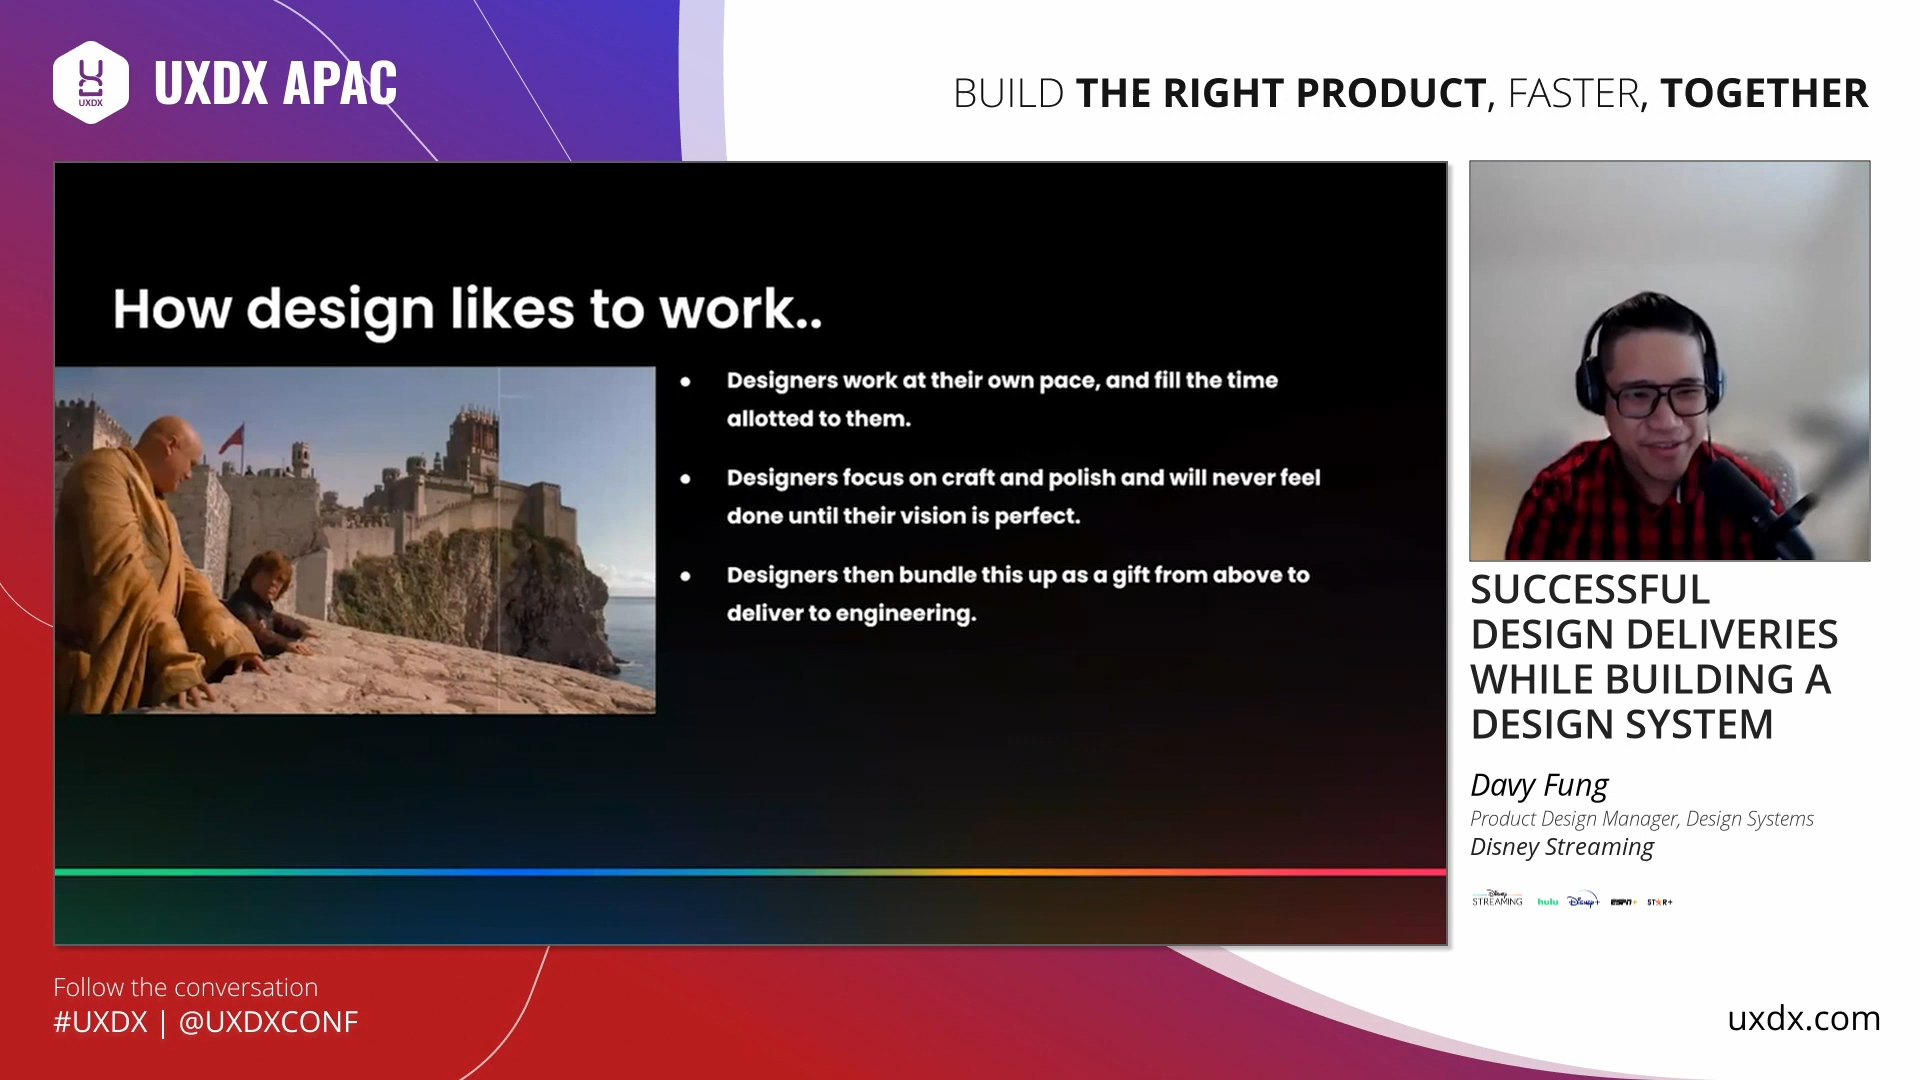 UXDX
UXDX APAC
BUILD THE RIGHT PRODUCT, FASTER, TOGETHER
How design likes to work..
● Designers work at their own pace, and fill the time
allotted to them.
● Designers focus on craft and polish and will never feel
done until their vision is perfect.
● Designers then bundle this up as a gift from above to
deliver to engineering.
SUCCESSFUL
DESIGN DELIVERIES
WHILE BUILDING A
DESIGN SYSTEM
Davy Fung
Product Design Manager, Design Systems
Disney Streaming
Disney STREAMING hulu Disney+ ESPN+ STAR+
Follow the conversation
#UXDX | @UXDXCONF
uxdx.com